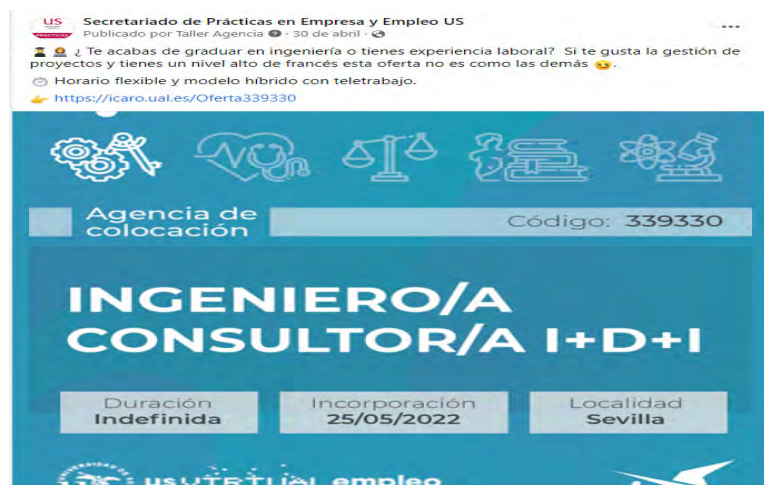 US
PRÁCTICAS
Secretariado de Prácticas en Empresa y Empleo US
Publicado por Taller Agencia · 30 de abril ·
¿ Te acabas de graduar en ingeniería o tienes experiencia laboral? Si te gusta la gestión de
proyectos y tienes un nivel alto de francés esta oferta no es como las demás .
Horario flexible y modelo híbrido con teletrabajo.
https://icaro.ual.es/Oferta339330
Agencia de
colocación
Código: 339330
INGENIERO/A
CONSULTOR/A I+D+I
Duración
Indefinida
Incorporación
25/05/2022
Localidad
Sevilla
us VIRTUAL empleo